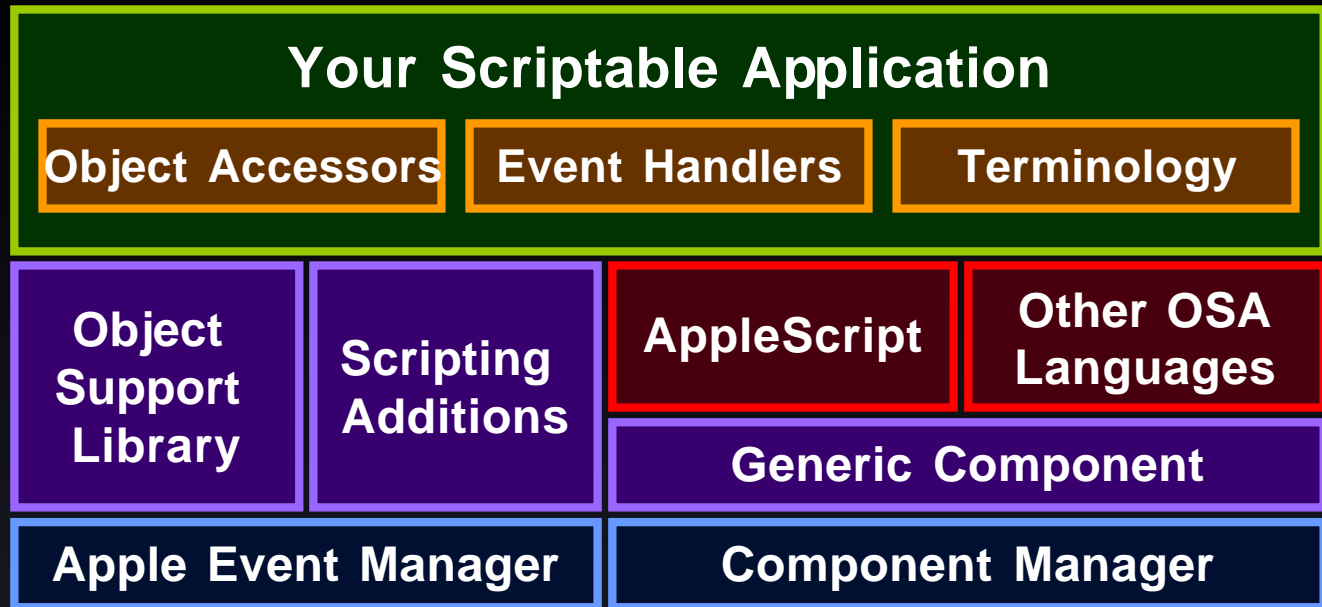 Your Scriptable Application
Object Accessors
Event Handlers
Terminology
Object
Support
Library
Scripting
Additions
AppleScript
Other OSA
Languages
Generic Component
Apple Event Manager
Component Manager